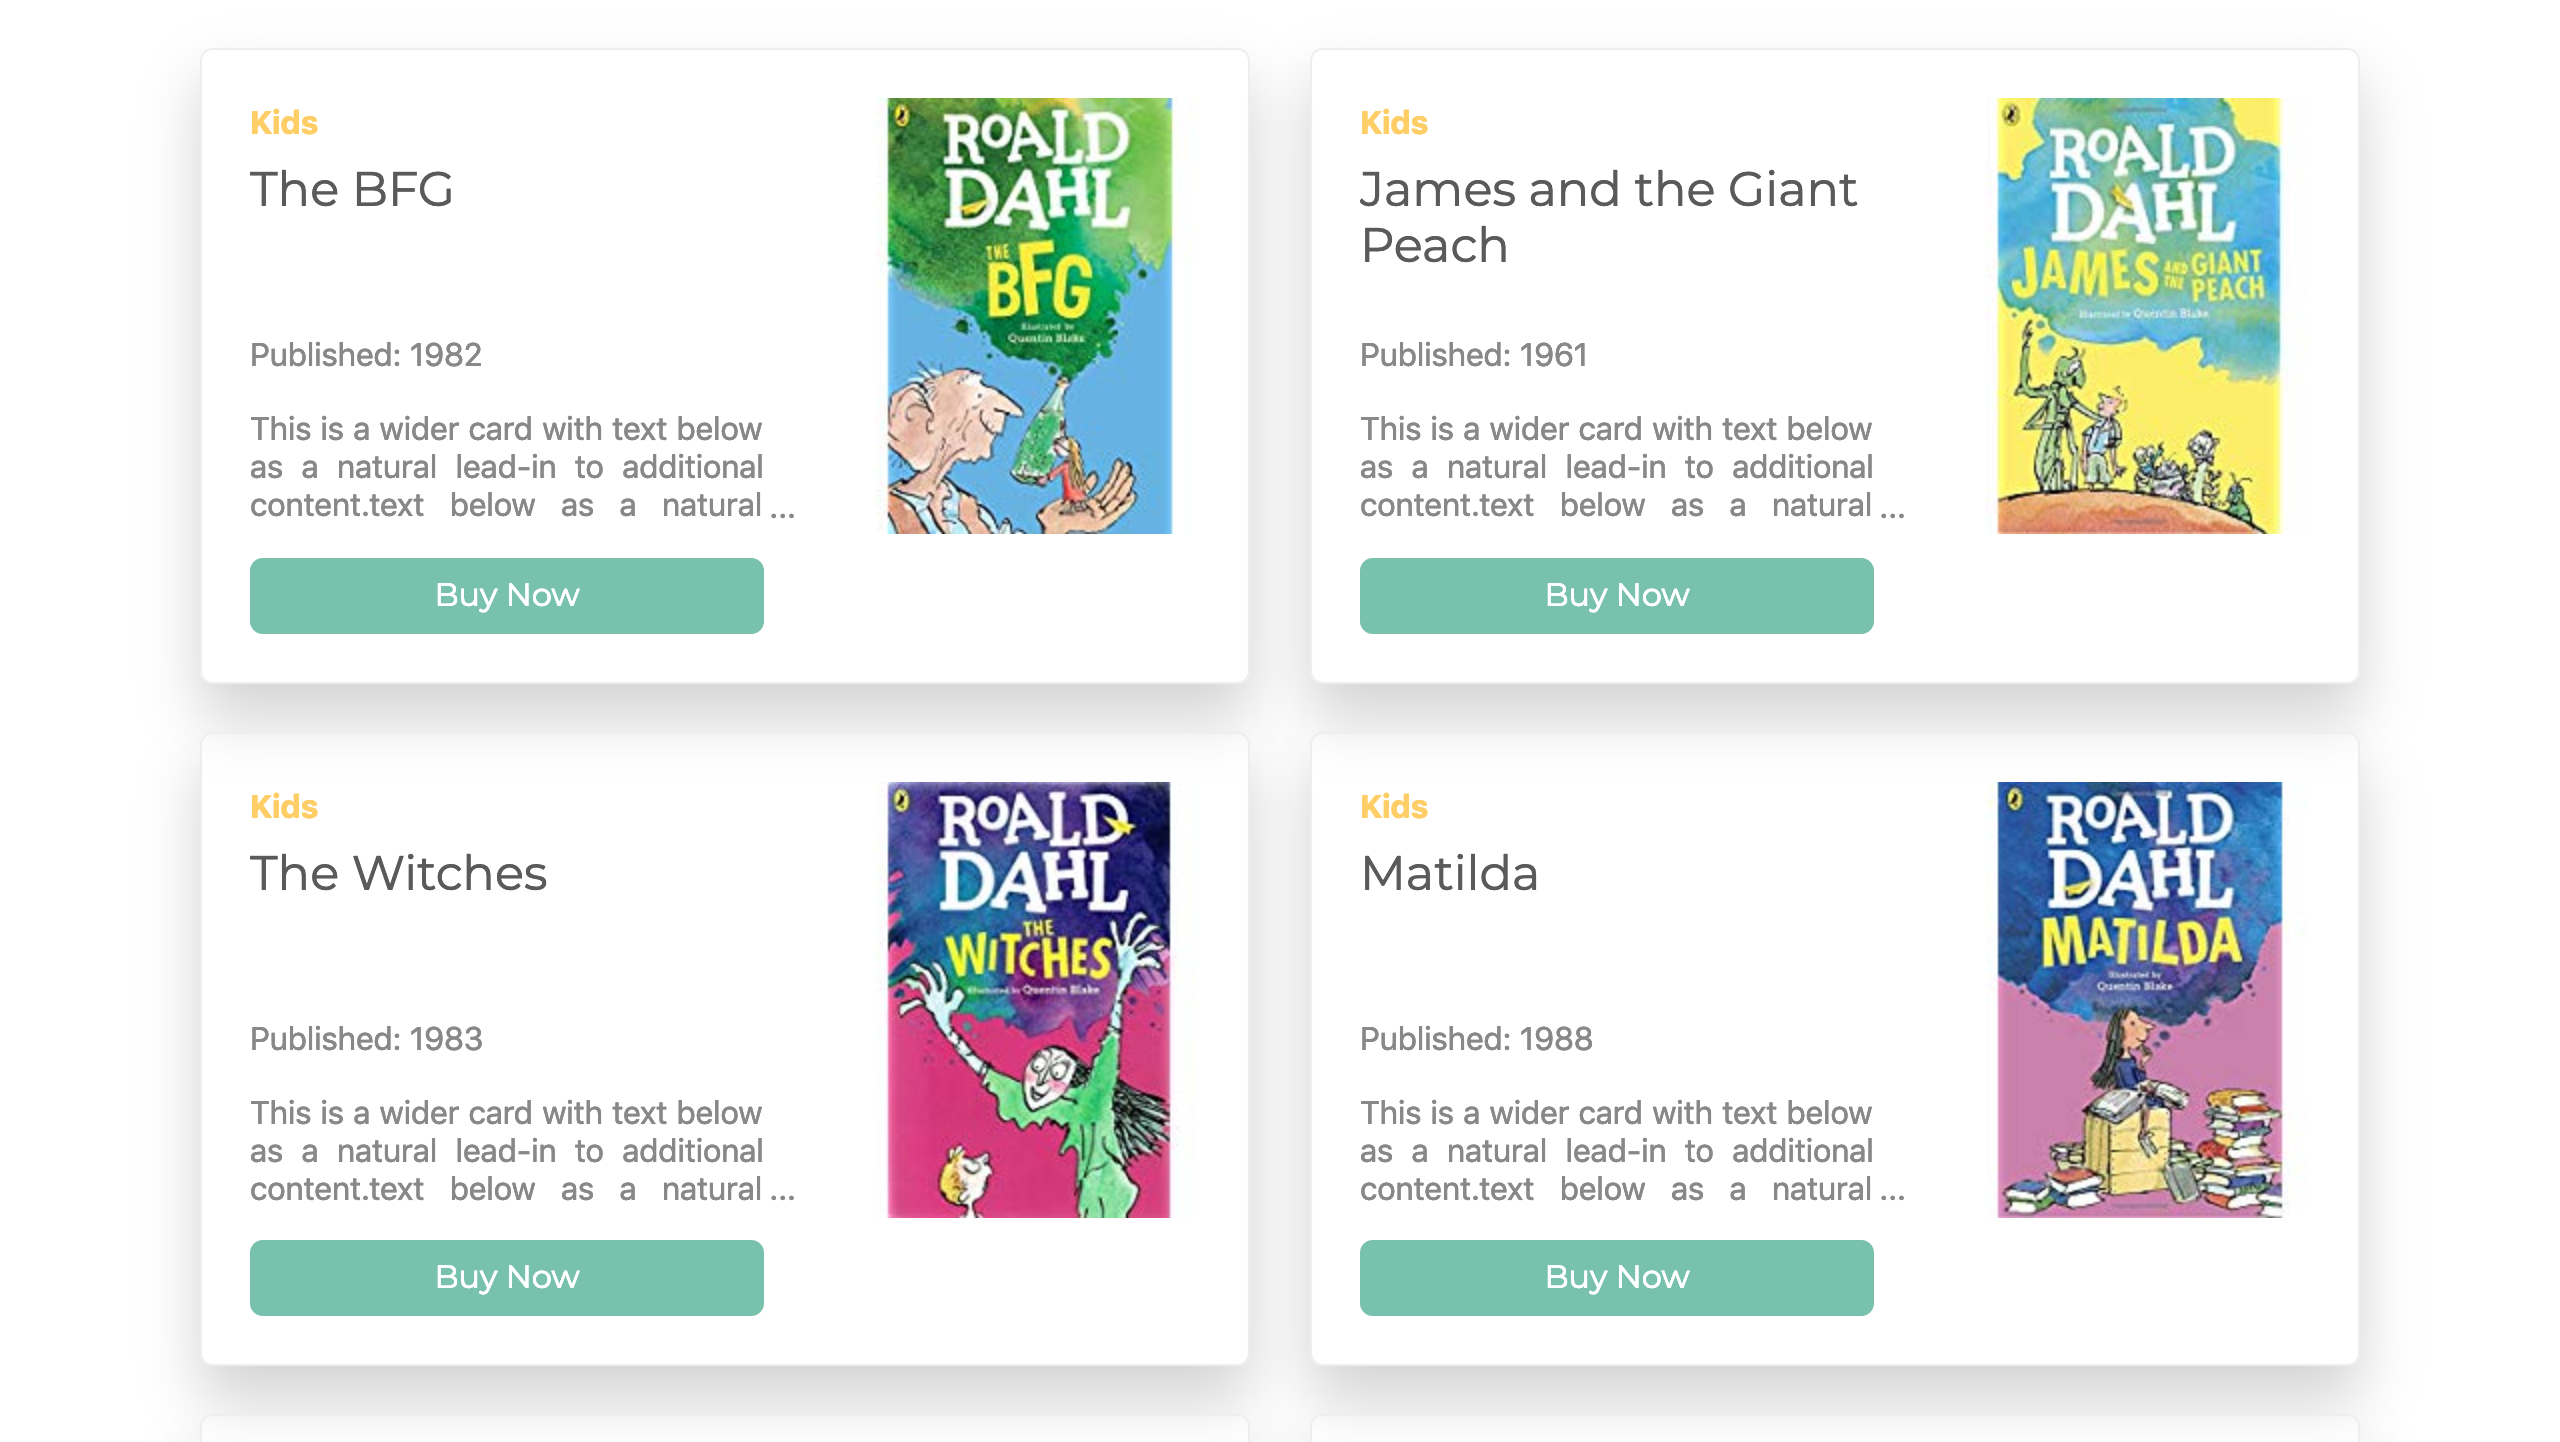 Kids
The BFG
Published: 1982
This is a wider card with text below
as a natural lead-in to additional
content.text below as a natural ...
Buy Now
ROALD
DAHL
THE
BFG
Illustrated by
Quentin Blake
Kids
James and the Giant
Peach
Published: 1961
This is a wider card with text below
as a natural lead-in to additional
content.text below as a natural ...
Buy Now
ROALD
DAHL
JAMES AND THE GIANT PEACH
Illustrated by Quentin Blake
Kids
The Witches
Published: 1983
This is a wider card with text below
as a natural lead-in to additional
content.text below as a natural ...
Buy Now
ROALD
DAHL
THE
WITCHES
Illustrated by Quentin Blake
Kids
Matilda
Published: 1988
This is a wider card with text below
as a natural lead-in to additional
content.text below as a natural ...
Buy Now
ROALD
DAHL
MATILDA
Illustrated by
Quentin Blake